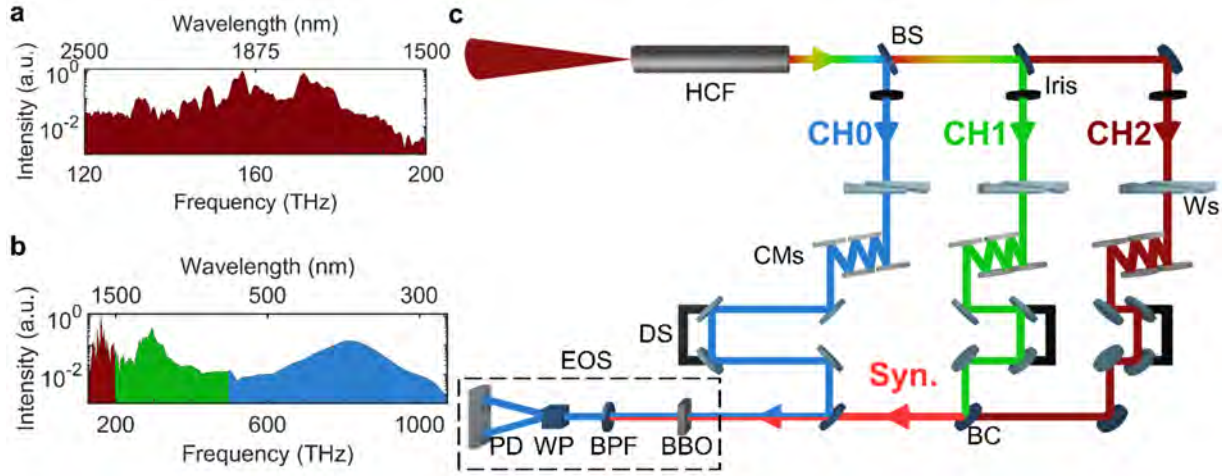 a
Wavelength (nm)
2500 1875 1500
Intensity (a.u.)
10^0
10^-2
120 160 200
Frequency (THz)
b
Wavelength (nm)
1500 500 300
Intensity (a.u.)
10^0
10^-2
200 600 1000
Frequency (THz)
c
BS
HCF
Iris
CH0 CH1 CH2
Ws
CMs
DS
EOS
Syn.
PD WP BPF BBO
BC